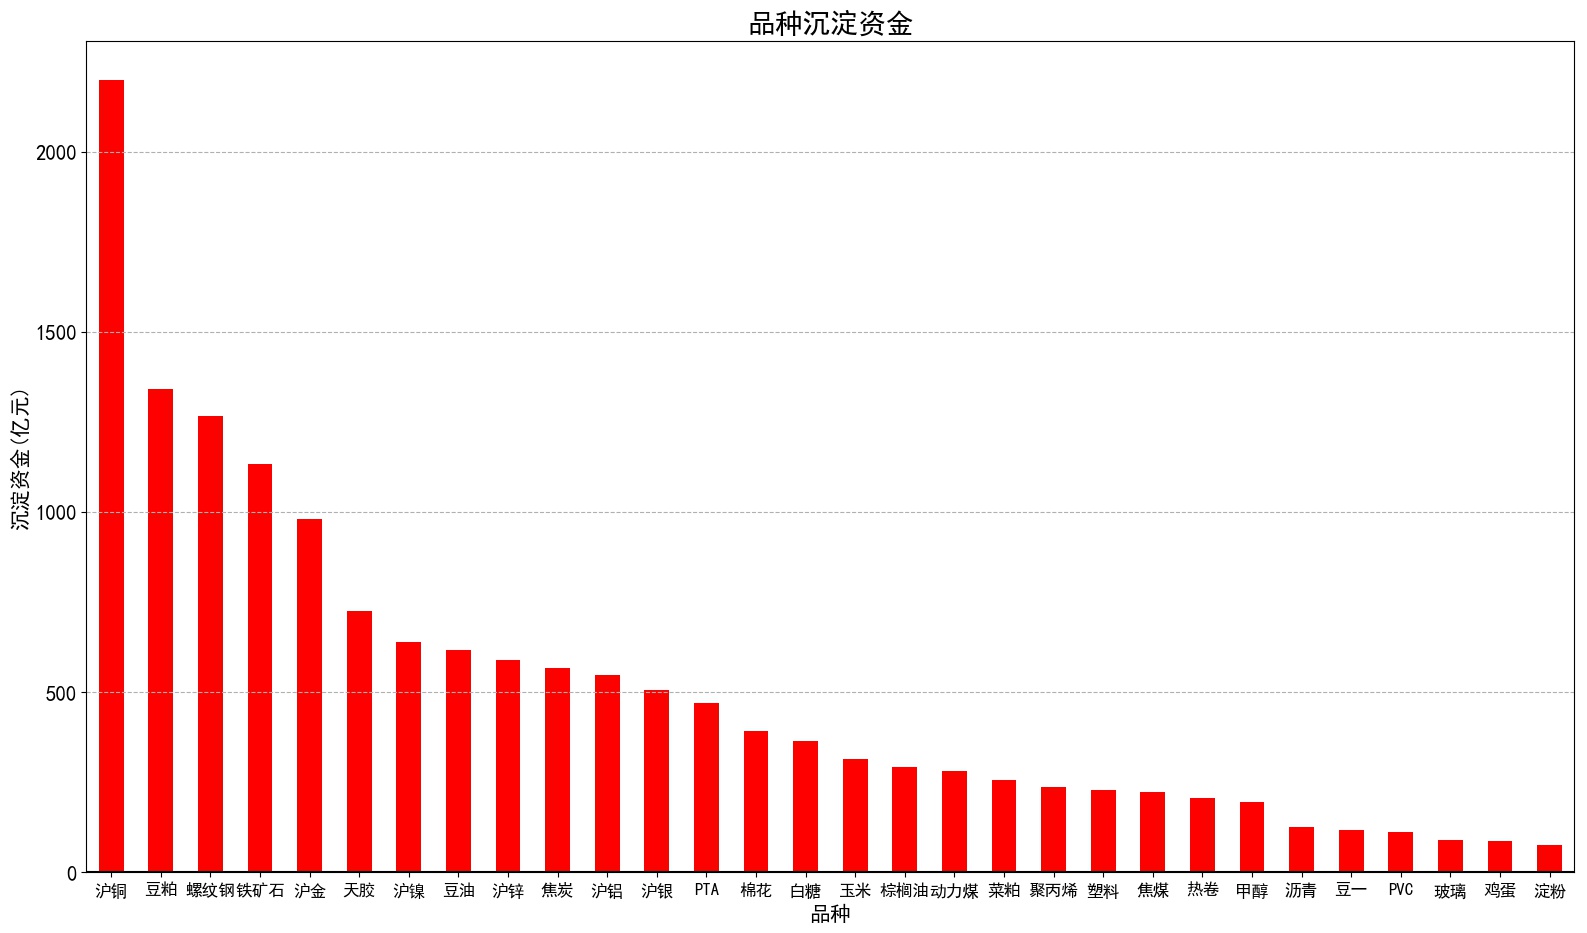 品种沉淀资金
沉淀资金(亿元)
2000
1500
1000
500
0
沪铜 豆粕 螺纹钢 铁矿石 沪金 天胶 沪镍 豆油 沪锌 焦炭 沪铝 沪银 PTA 棉花 白糖 玉米 棕榈油 动力煤 菜粕 聚丙烯 塑料 焦煤 热卷 甲醇 沥青 豆一 PVC 玻璃 鸡蛋 淀粉
品种